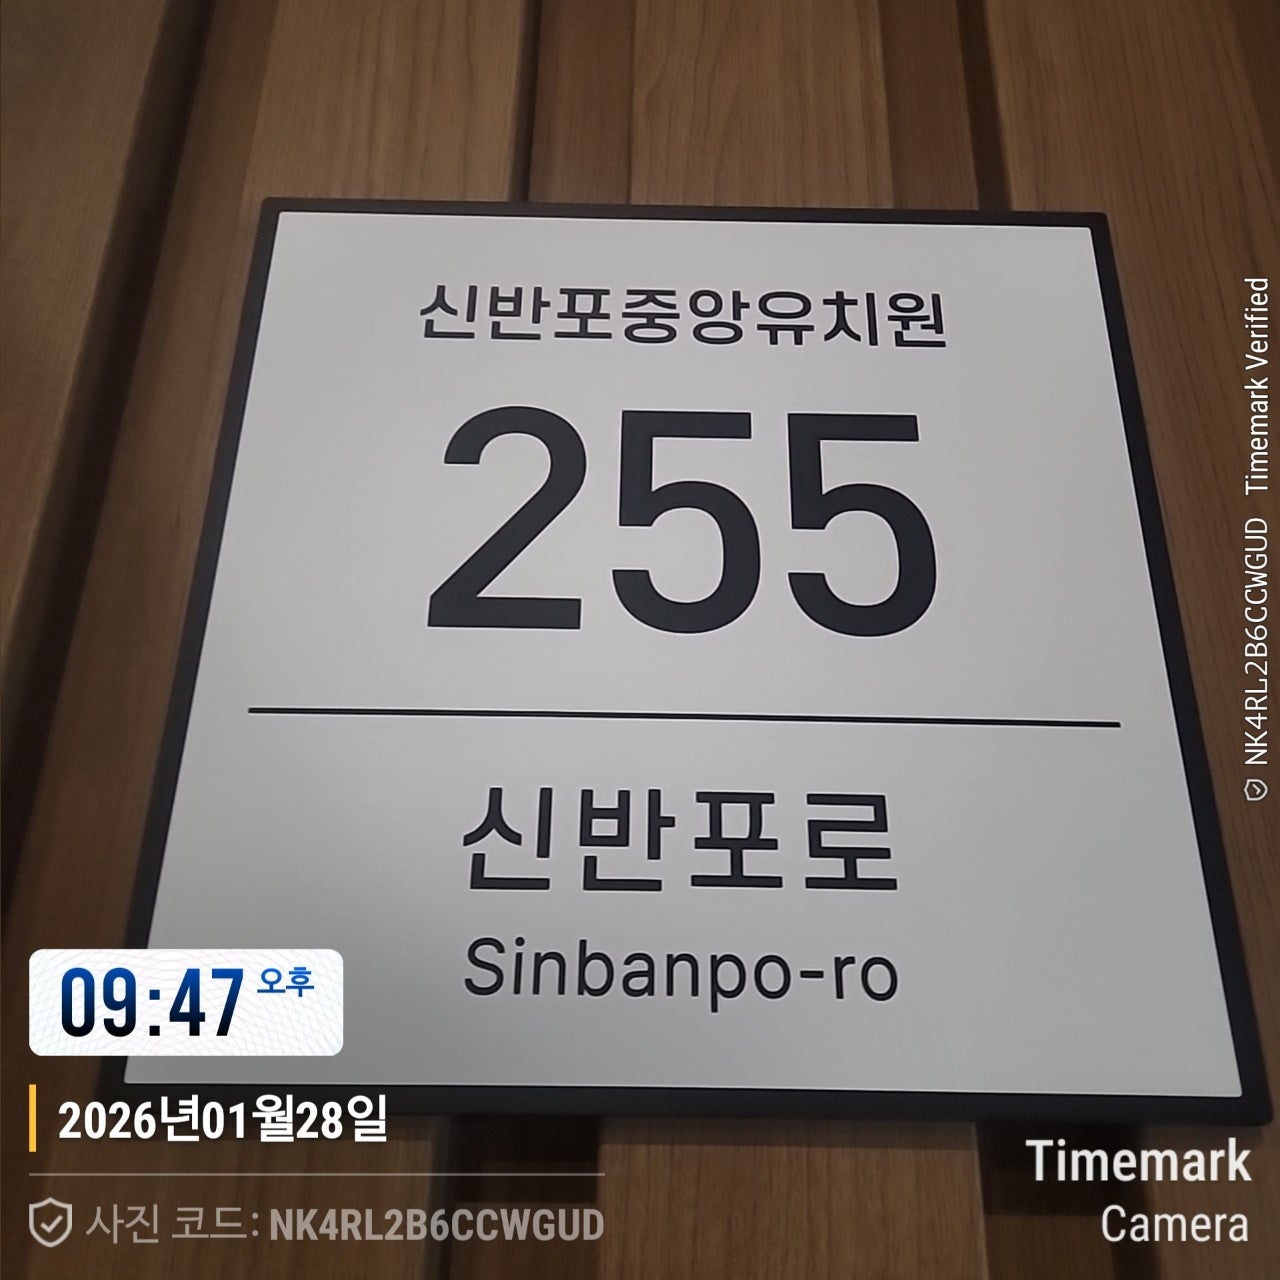 신반포중앙유치원
255
신반포로
Sinbanpo-ro
09:47 오후
2026년01월28일
사진 코드: NK4RL2B6CCWGUD
Timemark
Camera
NK4RL2B6CCWGUD Timemark Verified